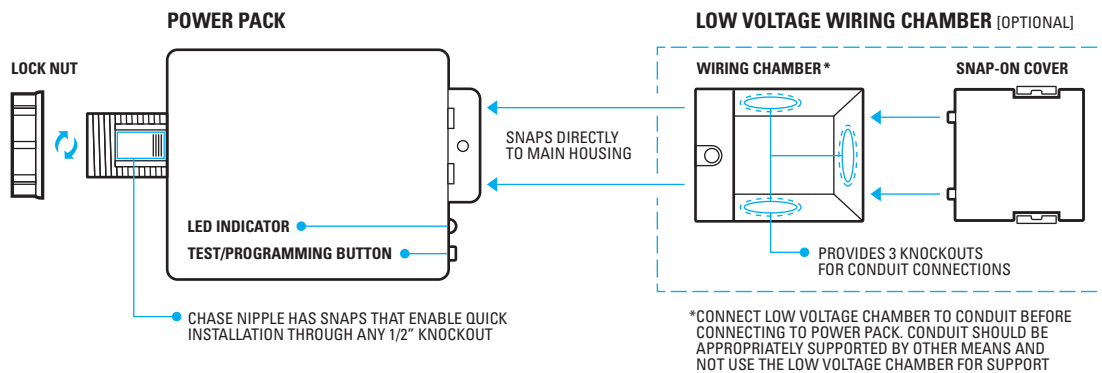 POWER PACK
LOW VOLTAGE WIRING CHAMBER [OPTIONAL]
LOCK NUT
WIRING CHAMBER*
SNAP-ON COVER
SNAPS DIRECTLY
TO MAIN HOUSING
LED INDICATOR
TEST/PROGRAMMING BUTTON
PROVIDES 3 KNOCKOUTS
FOR CONDUIT CONNECTIONS
CHASE NIPPLE HAS SNAPS THAT ENABLE QUICK
INSTALLATION THROUGH ANY 1/2” KNOCKOUT
*CONNECT LOW VOLTAGE CHAMBER TO CONDUIT BEFORE
CONNECTING TO POWER PACK. CONDUIT SHOULD BE
APPROPRIATELY SUPPORTED BY OTHER MEANS AND
NOT USE THE LOW VOLTAGE CHAMBER FOR SUPPORT